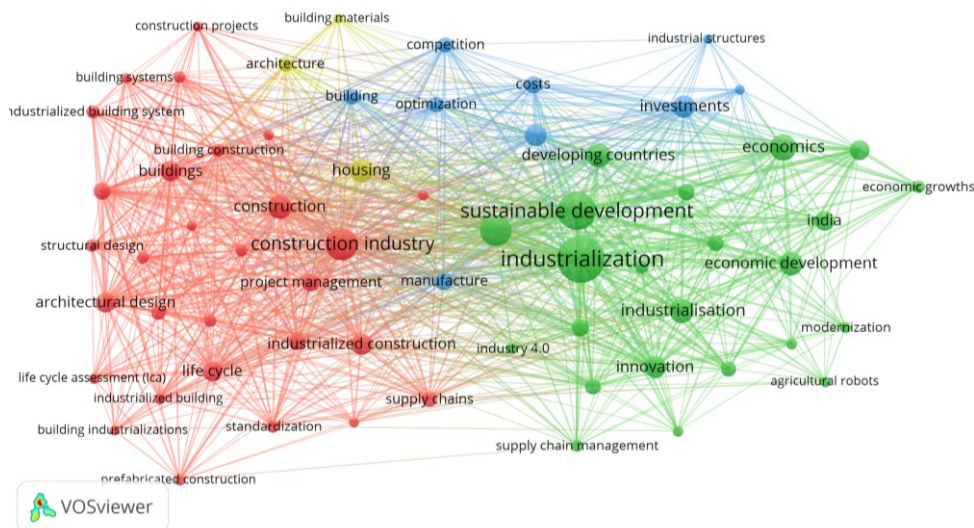 building materials
construction projects
competition
industrial structures
architecture
building systems
costs
building
optimization
investments
industrialized building system
building construction
developing countries
economics
buildings
housing
economic growths
construction
sustainable development
india
structural design
construction industry
industrialization
economic development
project management
manufacture
architectural design
industrialisation
modernization
industrialized construction
industry 4.0
life cycle
innovation
life cycle assessment (lca)
agricultural robots
industrialized building
supply chains
building industrializations
standardization
supply chain management
prefabricated construction
VOSviewer